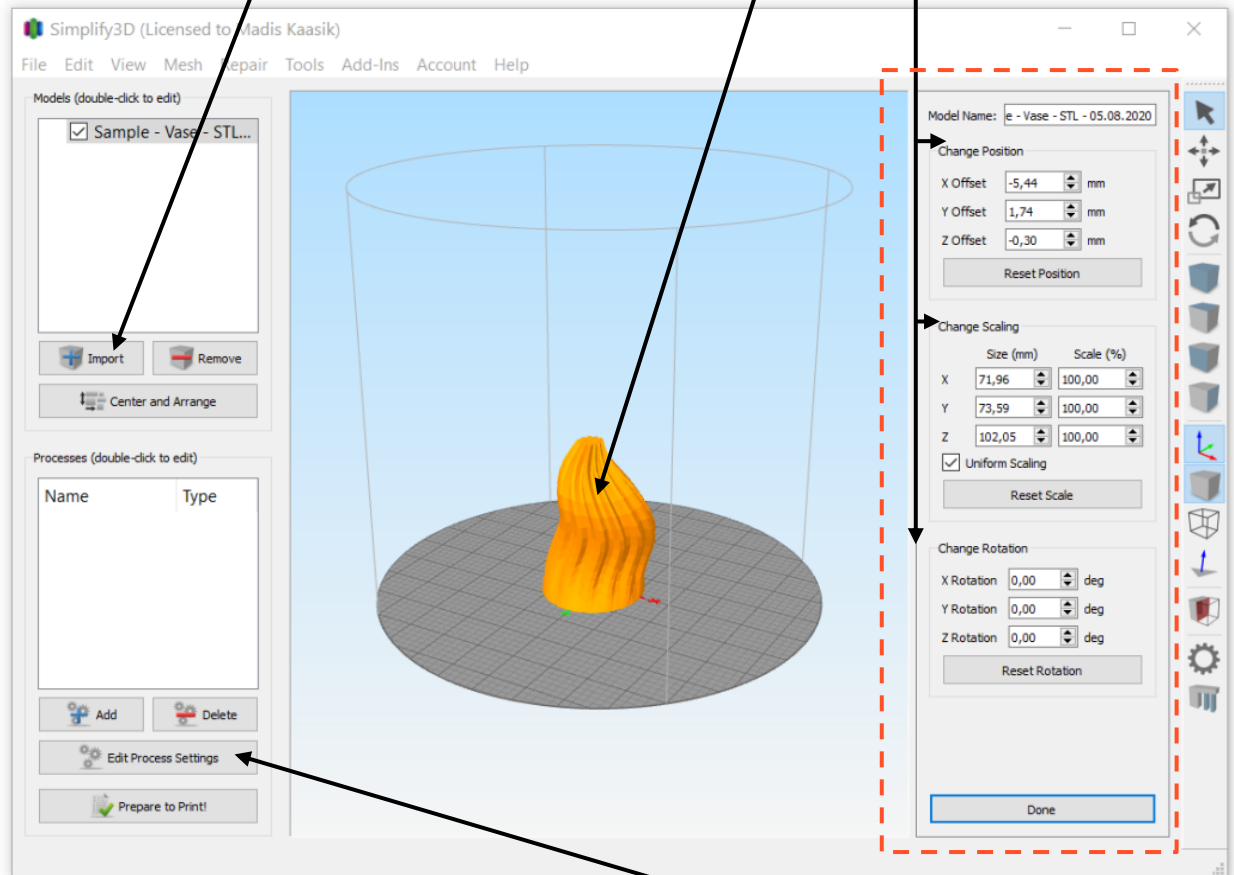 Simplify3D (Licensed to Madis Kaasik)
File Edit View Mesh Repair Tools Add-Ins Account Help
Models (double-click to edit)
Sample - Vase - STL...
Import Remove
Center and Arrange
Processes (double-click to edit)
Name Type
Add Delete
Edit Process Settings
Prepare to Print!
Model Name: e - Vase - STL - 05.08.2020
Change Position
X Offset -5,44 mm
Y Offset 1,74 mm
Z Offset -0,30 mm
Reset Position
Change Scaling
Size (mm) Scale (%)
X 71,96 100,00
Y 73,59 100,00
Z 102,05 100,00
Uniform Scaling
Reset Scale
Change Rotation
X Rotation 0,00 deg
Y Rotation 0,00 deg
Z Rotation 0,00 deg
Reset Rotation
Done